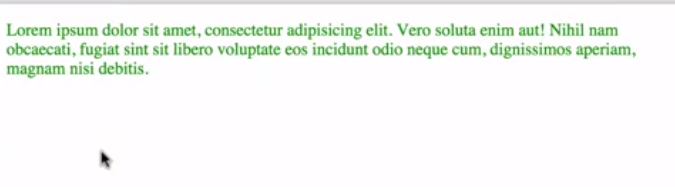 Lorem ipsum dolor sit amet, consectetur adipisicing elit. Vero soluta enim aut! Nihil nam
obcaecati, fugiat sint sit libero voluptate eos incidunt odio neque cum, dignissimos aperiam,
magnam nisi debitis.